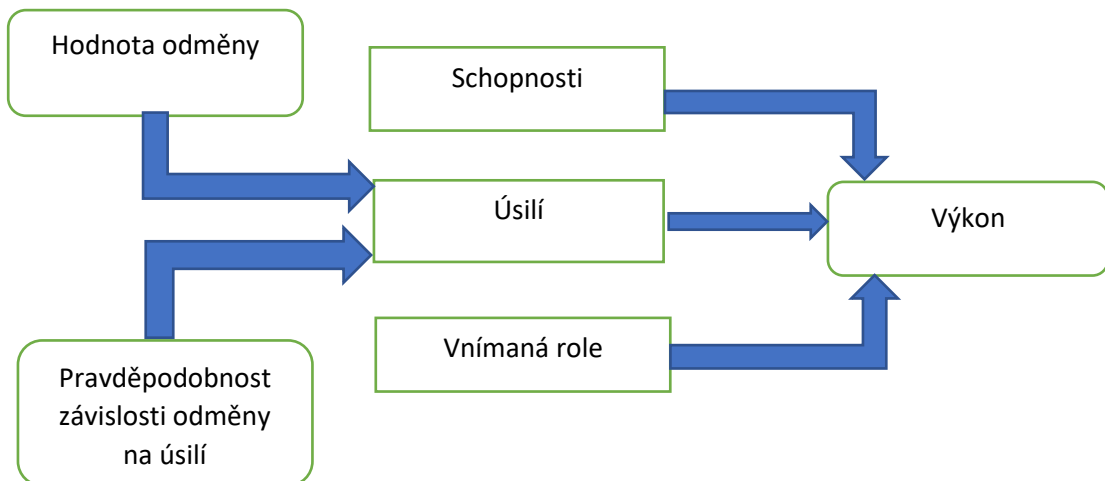 Hodnota odměny
Schopnosti
Úsilí
Výkon
Vnímaná role
Pravděpodobnost
závislosti odměny
na úsilí